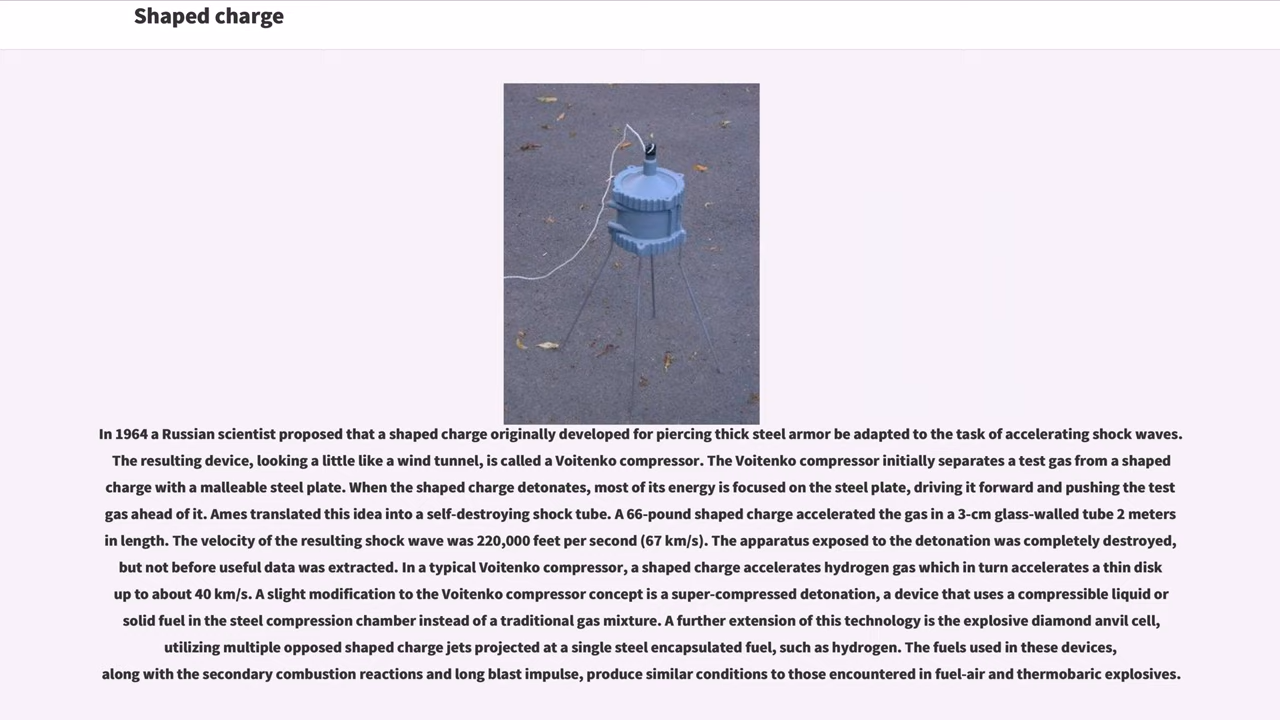 Shaped charge
In 1964 a Russian scientist proposed that a shaped charge originally developed for piercing thick steel armor be adapted to the task of accelerating shock waves.
The resulting device, looking a little like a wind tunnel, is called a Voitenko compressor. The Voitenko compressor initially separates a test gas from a shaped
charge with a malleable steel plate. When the shaped charge detonates, most of its energy is focused on the steel plate, driving it forward and pushing the test
gas ahead of it. Ames translated this idea into a self-destroying shock tube. A 66-pound shaped charge accelerated the gas in a 3-cm glass-walled tube 2 meters
in length. The velocity of the resulting shock wave was 220,000 feet per second (67 km/s). The apparatus exposed to the detonation was completely destroyed,
but not before useful data was extracted. In a typical Voitenko compressor, a shaped charge accelerates hydrogen gas which in turn accelerates a thin disk
up to about 40 km/s. A slight modification to the Voitenko compressor concept is a super-compressed detonation, a device that uses a compressible liquid or
solid fuel in the steel compression chamber instead of a traditional gas mixture. A further extension of this technology is the explosive diamond anvil cell,
utilizing multiple opposed shaped charge jets projected at a single steel encapsulated fuel, such as hydrogen. The fuels used in these devices,
along with the secondary combustion reactions and long blast impulse, produce similar conditions to those encountered in fuel-air and thermobaric explosives.